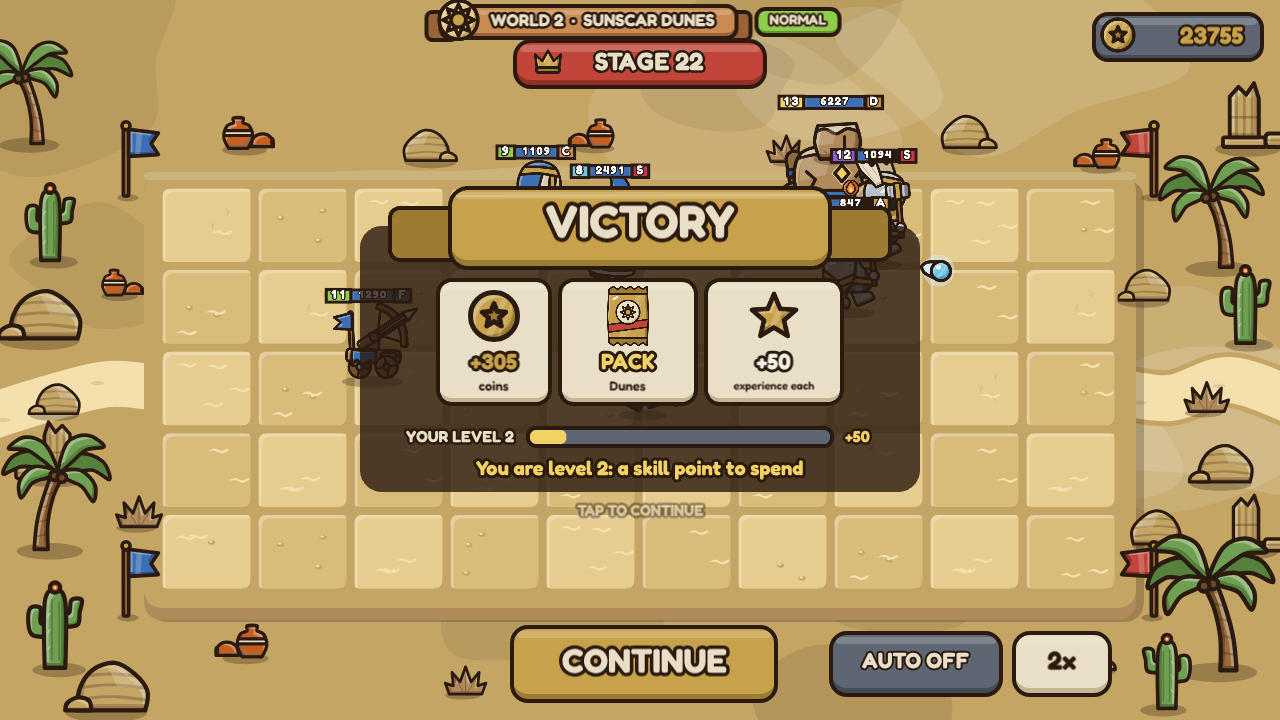 WORLD 2 • SUNSCAR DUNES
NORMAL
23755
STAGE 22
13 6227 D
9 1109 C
12 1094 S
8 2491 S
847 A
VICTORY
11 1290 F
+305
coins
PACK
Dunes
+50
experience each
YOUR LEVEL 2
+50
You are level 2: a skill point to spend
TAP TO CONTINUE
CONTINUE
AUTO OFF
2x